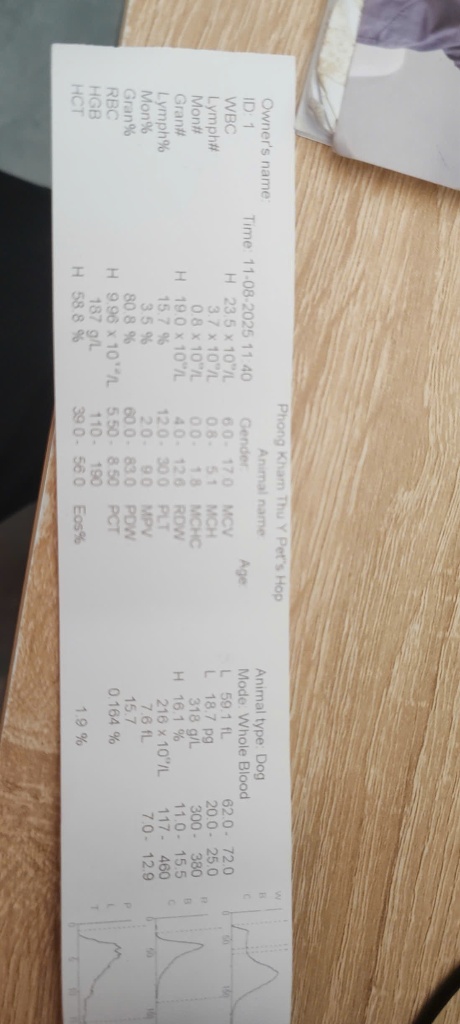 Phong Kham Thu Y Pet's Hop
Owner's name: Animal name Animal type: Dog
ID: 1 Time: 11-08-2025 11:40 Gender: Age: Mode: Whole Blood
WBC H 23.5 x 10⁹/L 6.0 - 17.0 MCV L 59.1 fL 62.0 - 72.0
Lymph# 3.7 x 10⁹/L 0.8 - 5.1 MCH L 18.7 pg 20.0 - 25.0
Mon# 0.8 x 10⁹/L 0.0 - 1.8 MCHC 318 g/L 300 - 380
Gran# H 19.0 x 10⁹/L 4.0 - 12.6 RDW H 16.1 % 11.0 - 15.5
Lymph% 15.7 % 12.0 - 30.0 PLT 216 x 10⁹/L 117 - 460
Mon% 3.5 % 2.0 - 9.0 MPV 7.6 fL 7.0 - 12.9
Gran% 80.8 % 60.0 - 83.0 PDW 15.7
RBC H 9.96 x 10¹²/L 5.50 - 8.50 PCT 0.164 %
HGB 187 g/L 110 - 190
HCT H 58.8 % 39.0 - 56.0 Eos% 1.9 %
W
B
C
R
B
C
P
L
T